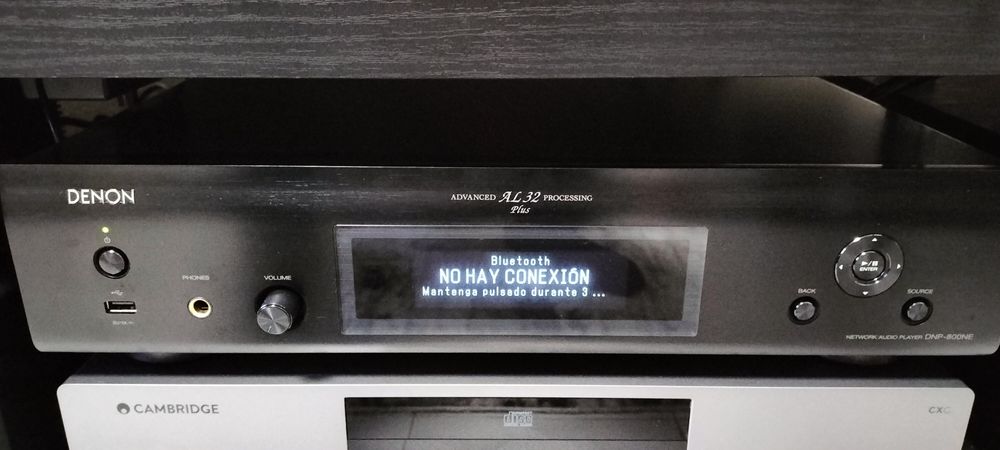 DENON
ADVANCED AL32 PROCESSING
Plus
Bluetooth
NO HAY CONEXIÓN
Mantenga pulsado durante 3 ...
PHONES
VOLUME
ENTER
BACK
SOURCE
NETWORK AUDIO PLAYER DNP-800NE
CAMBRIDGE
disc
CXC